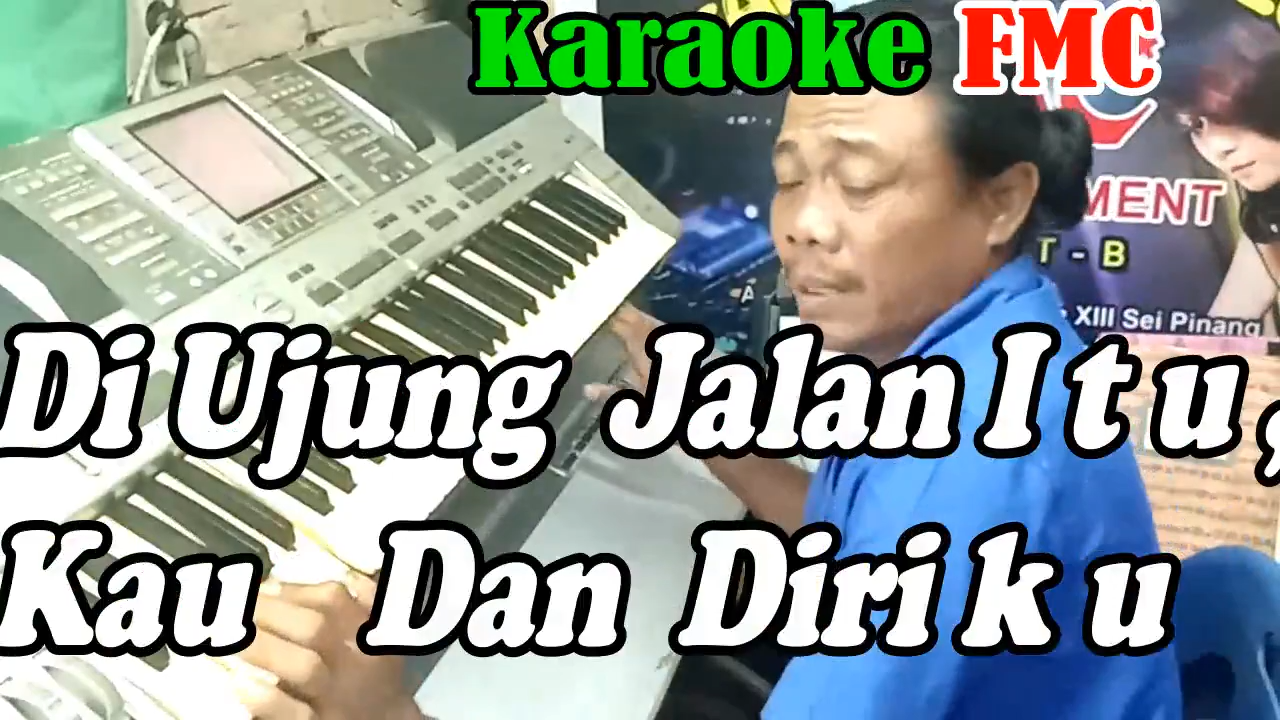 Karaoke FMC
MENT
T - B
XIII Sei Pinang
Di Ujung Jalan I t u ,
Kau Dan Diri k u